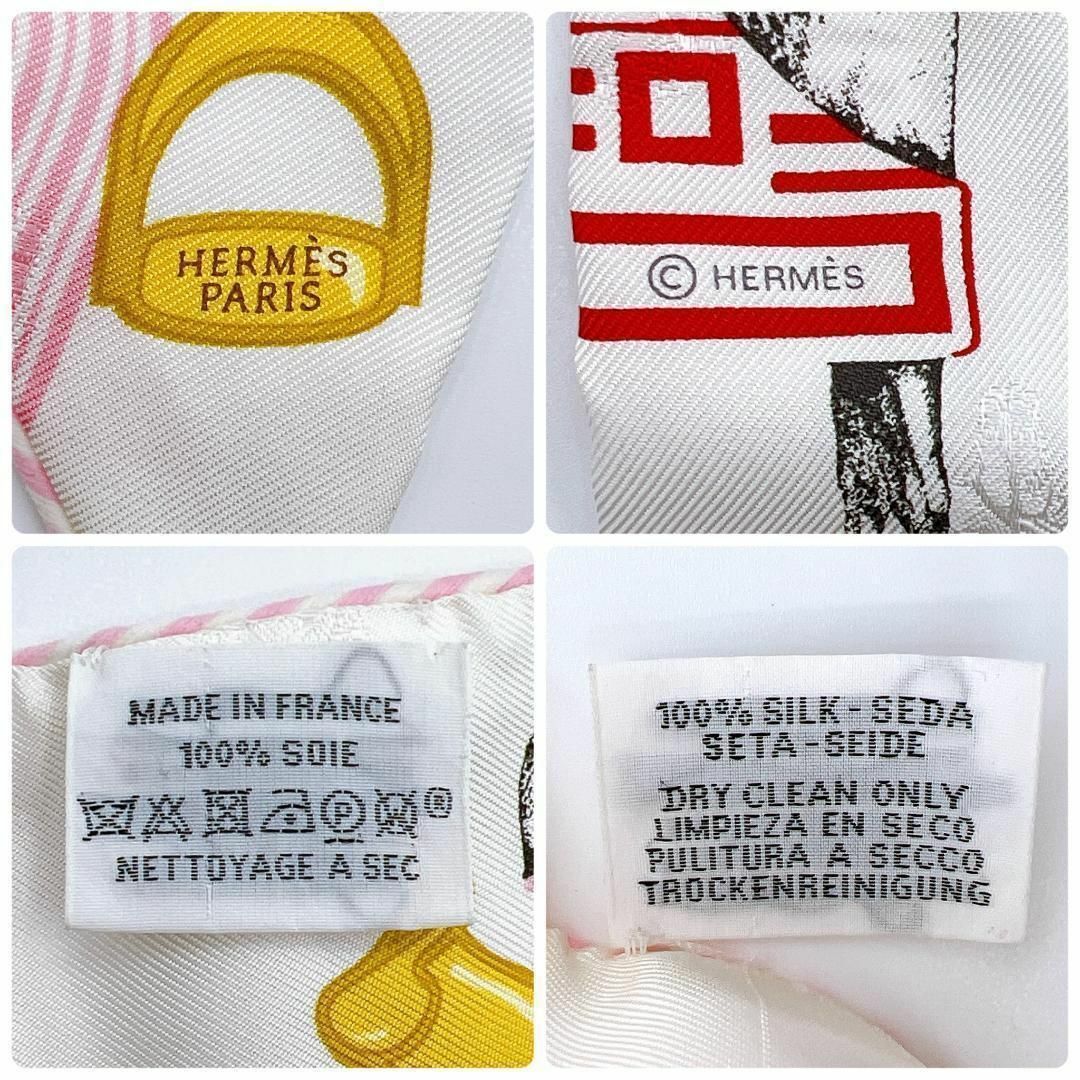 HERMÈS
PARIS
© HERMÈS
MADE IN FRANCE
100% SOIE
®
NETTOYAGE A SEC
100% SILK - SEDA
SETA - SEIDE
DRY CLEAN ONLY
LIMPIEZA EN SECO
PULITURA A SECCO
TROCKENREINIGUNG